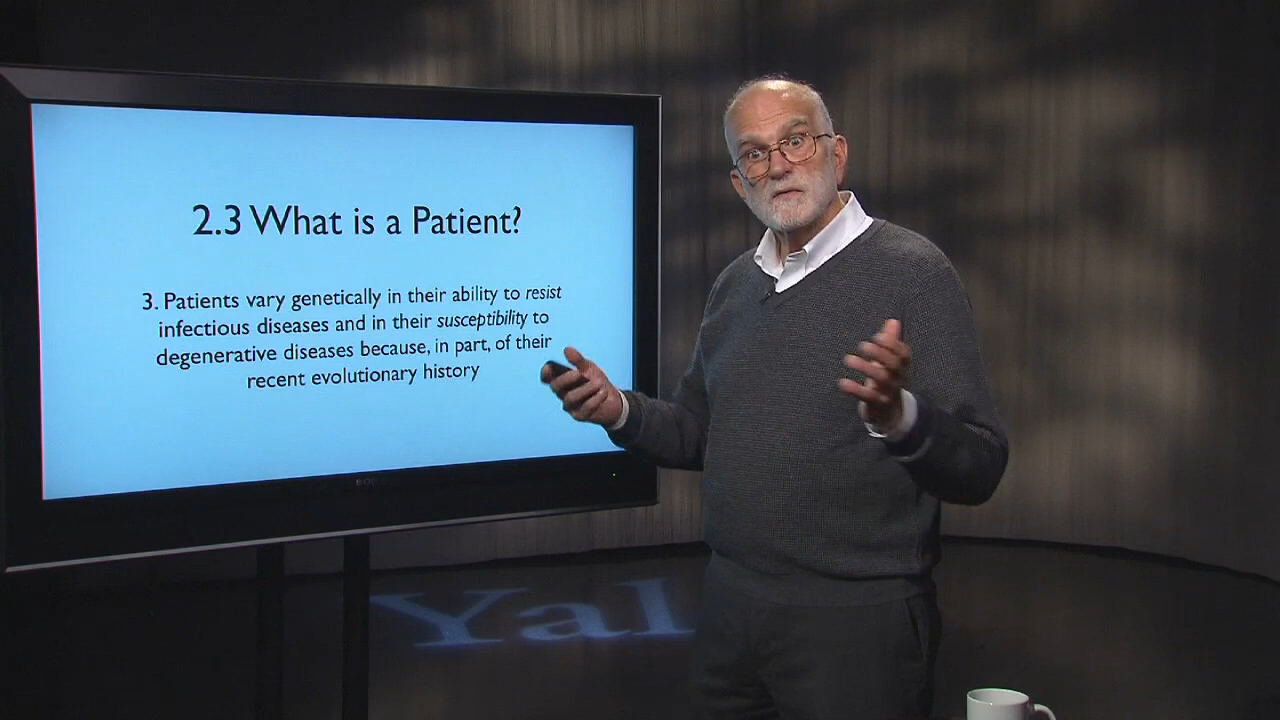 2.3 What is a Patient?
3. Patients vary genetically in their ability to resist
infectious diseases and in their susceptibility to
degenerative diseases because, in part, of their
recent evolutionary history
Yal